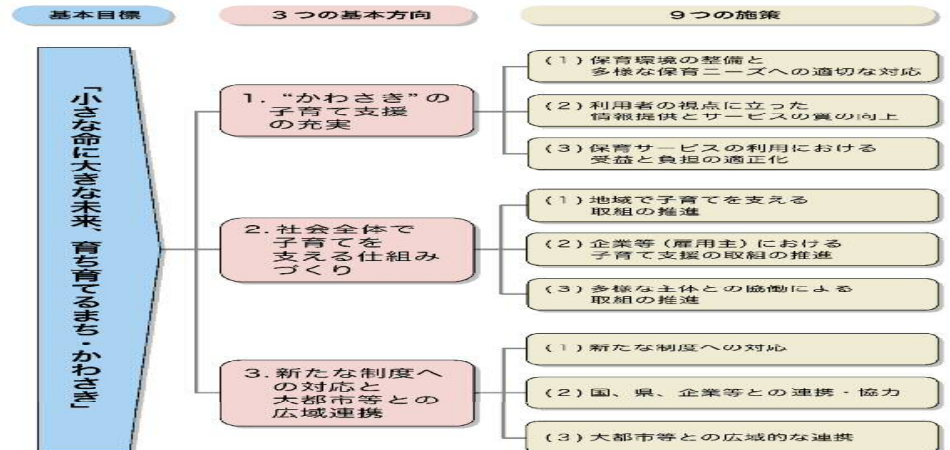 基本目標
3つの基本方向
9つの施策
「小さな命に大きな未来、育ち育てるまち・かわさき」
1.“かわさき”の
子育て支援
の充実
(1)保育環境の整備と
多様な保育ニーズへの適切な対応
(2)利用者の視点に立った
情報提供とサービスの質の向上
(3)保育サービスの利用における
受益と負担の適正化
2.社会全体で
子育てを
支える仕組み
づくり
(1)地域で子育てを支える
取組の推進
(2)企業等(雇用主)における
子育て支援の取組の推進
(3)多様な主体との協働による
取組の推進
3.新たな制度へ
の対応と
大都市等との
広域連携
(1)新たな制度への対応
(2)国、県、企業等との連携・協力
(3)大都市等との広域的な連携